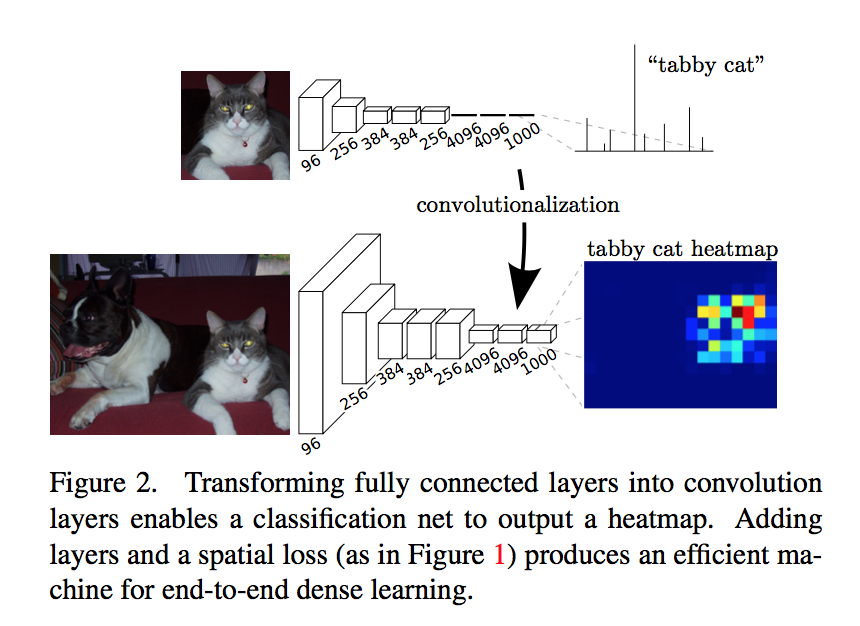 “tabby cat”
96
256
384
384
256
4096
4096
1000
convolutionalization
tabby cat heatmap
96
256
384
384
256
4096
4096
1000
Figure 2. Transforming fully connected layers into convolution
layers enables a classification net to output a heatmap. Adding
layers and a spatial loss (as in Figure 1) produces an efficient ma-
chine for end-to-end dense learning.